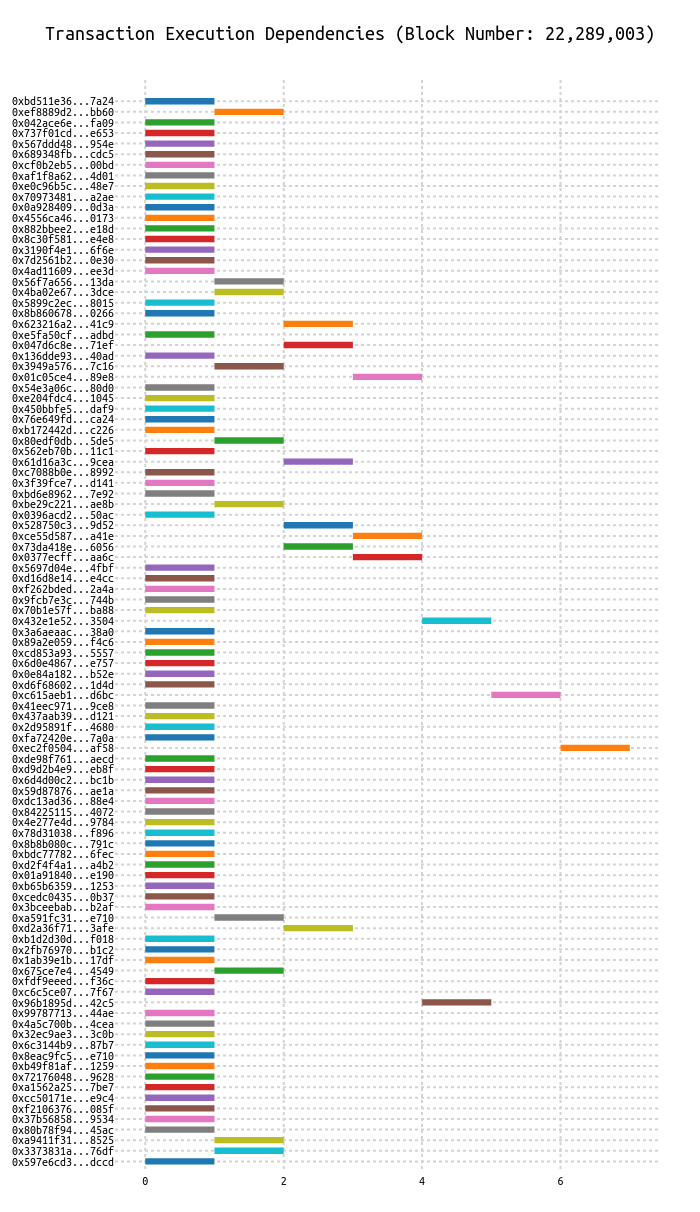 Transaction Execution Dependencies (Block Number: 22,289,003)
0xbd511e36...7a24
0xef8889d2...bb60
0x042ace6e...fa09
0x737f01cd...e653
0x567ddd48...954e
0x689348fb...cdc5
0xcf0b2eb5...00bd
0xaf1f8a62...4d01
0xe0c96b5c...48e7
0x70973481...a2ae
0x0a928409...0d3a
0x4556ca46...0173
0x882bbee2...e18d
0x8c30f581...e4e8
0x3190f4e1...6f6e
0x7d2561b2...0e30
0x4ad11609...ee3d
0x56f7a656...13da
0x4ba02e67...3dce
0x5899c2ec...8015
0x8b860678...0266
0x623216a2...41c9
0xe5fa50cf...adbd
0x047d6c8e...71ef
0x136dde93...40ad
0x3949a576...7c16
0x01c05ce4...89e8
0x54e3a06c...80d0
0xe204fdc4...1045
0x450bbfe5...daf9
0x76e649fd...ca24
0xb172442d...c226
0x80edf0db...5de5
0x562eb70b...11c1
0x61d16a3c...9cea
0xc7088b0e...8992
0x3f39fce7...d141
0xbd6e8962...7e92
0xbe29c221...ae8b
0x0396acd2...50ac
0x528750c3...9d52
0xce55d587...a41e
0x73da418e...6056
0x0377ecff...aa6c
0x5697d04e...4fbf
0xd16d8e14...e4cc
0xf262bded...2a4a
0x9fcb7e3c...744b
0x70b1e57f...ba88
0x432e1e52...3504
0x3a6aeaac...38a0
0x89a2e059...f4c6
0xcd853a93...5557
0x6d0e4867...e757
0x0e84a182...b52e
0xd6f68602...1d4d
0xc615aeb1...d6bc
0x41eec971...9ce8
0x437aab39...d121
0x2d95891f...4680
0xfa72420e...7a0a
0xec2f0504...af58
0xde98f761...aecd
0xd9d2b4e9...eb8f
0x6d4d00c2...bc1b
0x59d87876...ae1a
0xdc13ad36...88e4
0x84225115...4072
0x4e277e4d...9784
0x78d31038...f896
0x8b8b080c...791c
0xbdc77782...6fec
0xd2f4f4a1...a4b2
0x01a91840...e190
0xb65b6359...1253
0xcedc0435...0b37
0x3bceebab...b2af
0xa591fc31...e710
0xd2a36f71...3afe
0xb1d2d30d...f018
0x2fb76970...b1c2
0x1ab39e1b...17df
0x675ce7e4...4549
0xfdf9eeed...f36c
0xc6c5ce07...7f67
0x96b1895d...42c5
0x99787713...44ae
0x4a5c700b...4cea
0x32ec9ae3...3c0b
0x6c3144b9...87b7
0x8eac9fc5...e710
0xb49f81af...1259
0x72176048...9628
0xa1562a25...7be7
0xcc50171e...e9c4
0xf2106376...085f
0x37b56858...9534
0x80b78f94...45ac
0xa9411f31...8525
0x3373831a...76df
0x597e6cd3...dccd
0 2 4 6